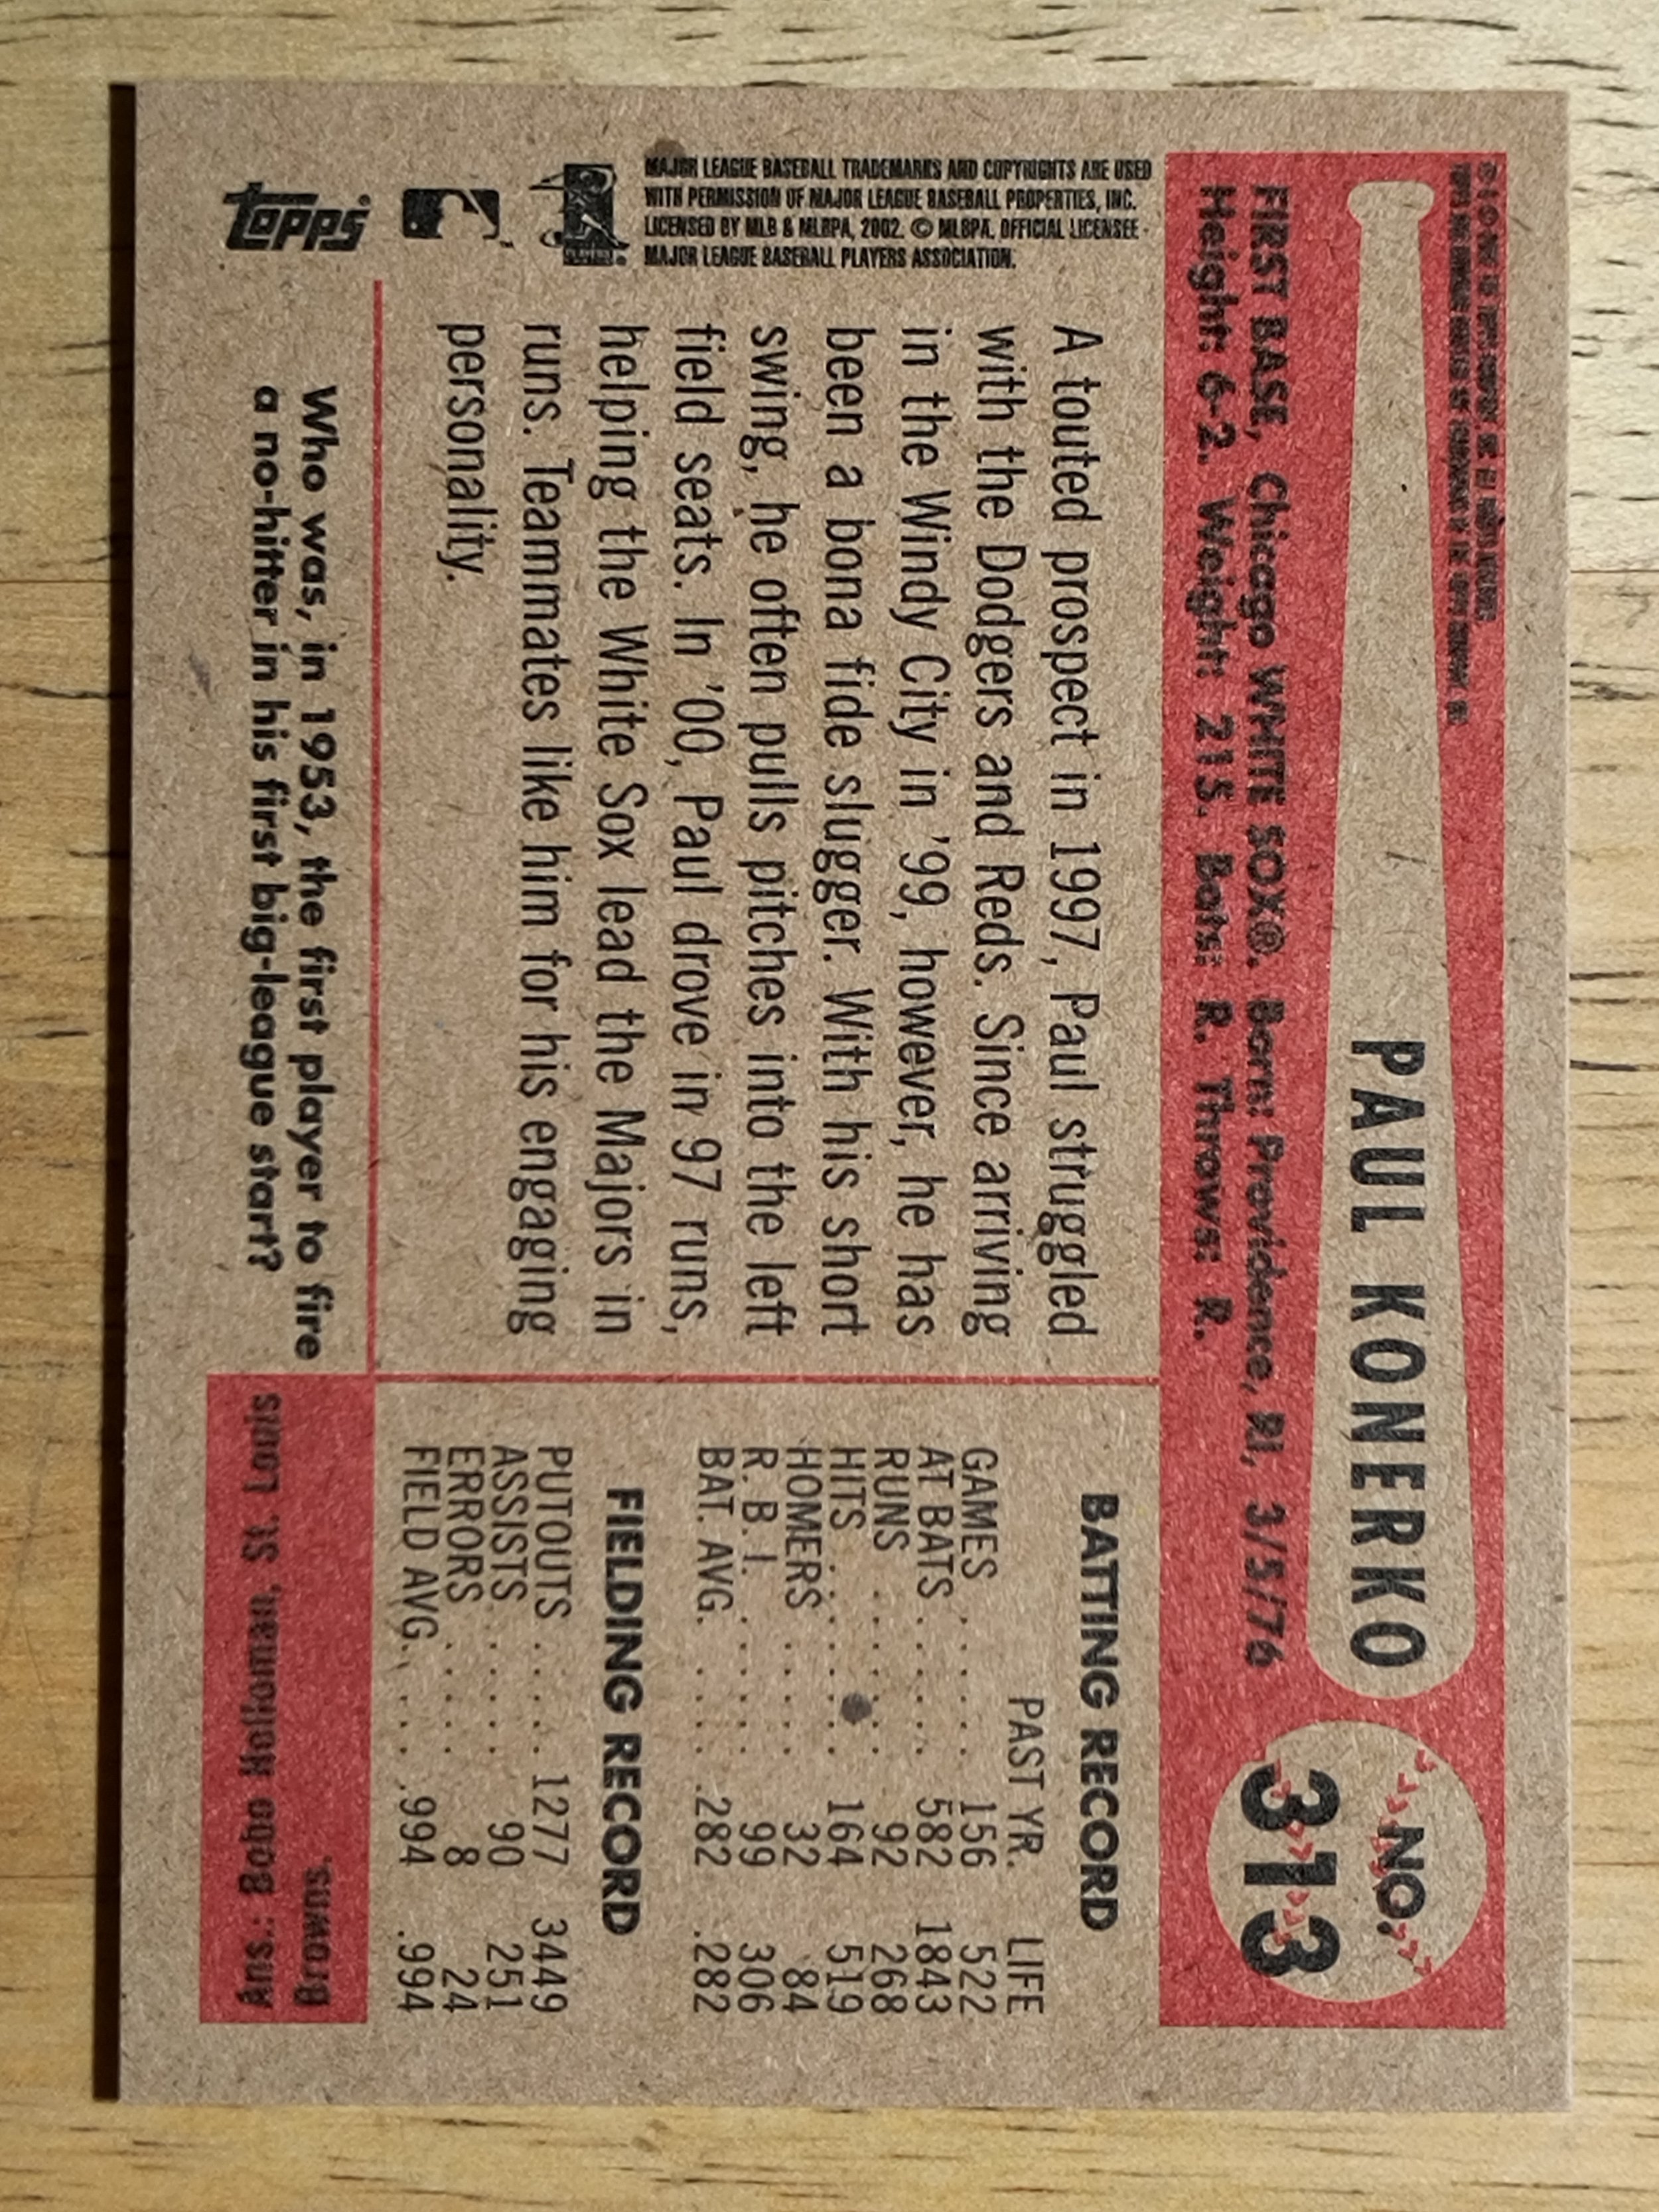 PAUL KONERKO
NO.
313
FIRST BASE, Chicago WHITE SOX®. Born: Providence, RI, 3/5/76
Height: 6-2. Weight: 215. Bats: R. Throws: R.
MAJOR LEAGUE BASEBALL TRADEMARKS AND COPYRIGHTS ARE USED
WITH PERMISSION OF MAJOR LEAGUE BASEBALL PROPERTIES, INC.
LICENSED BY MLB & MLBPA, 2002. © MLBPA. OFFICIAL LICENSEE -
MAJOR LEAGUE BASEBALL PLAYERS ASSOCIATION.
topps
A touted prospect in 1997, Paul struggled
with the Dodgers and Reds. Since arriving
in the Windy City in '99, however, he has
been a bona fide slugger. With his short
swing, he often pulls pitches into the left
field seats. In '00, Paul drove in 97 runs,
helping the White Sox lead the Majors in
runs. Teammates like him for his engaging
personality.
BATTING RECORD
PAST YR. LIFE
GAMES . . . . . 156 522
AT BATS . . . . . 582 1843
RUNS . . . . . 92 268
HITS . . . . . 164 519
HOMERS . . . . 32 84
R. B. I. . . . . . 99 306
BAT. AVG. . . . . .282 .282
FIELDING RECORD
PUTOUTS . . . . 1277 3449
ASSISTS . . . . 90 251
ERRORS . . . . 8 24
FIELD AVG. . . . .994 .994
Who was, in 1953, the first player to fire
a no-hitter in his first big-league start?
Ans.: Bobo Holloman, St. Louis
Browns.